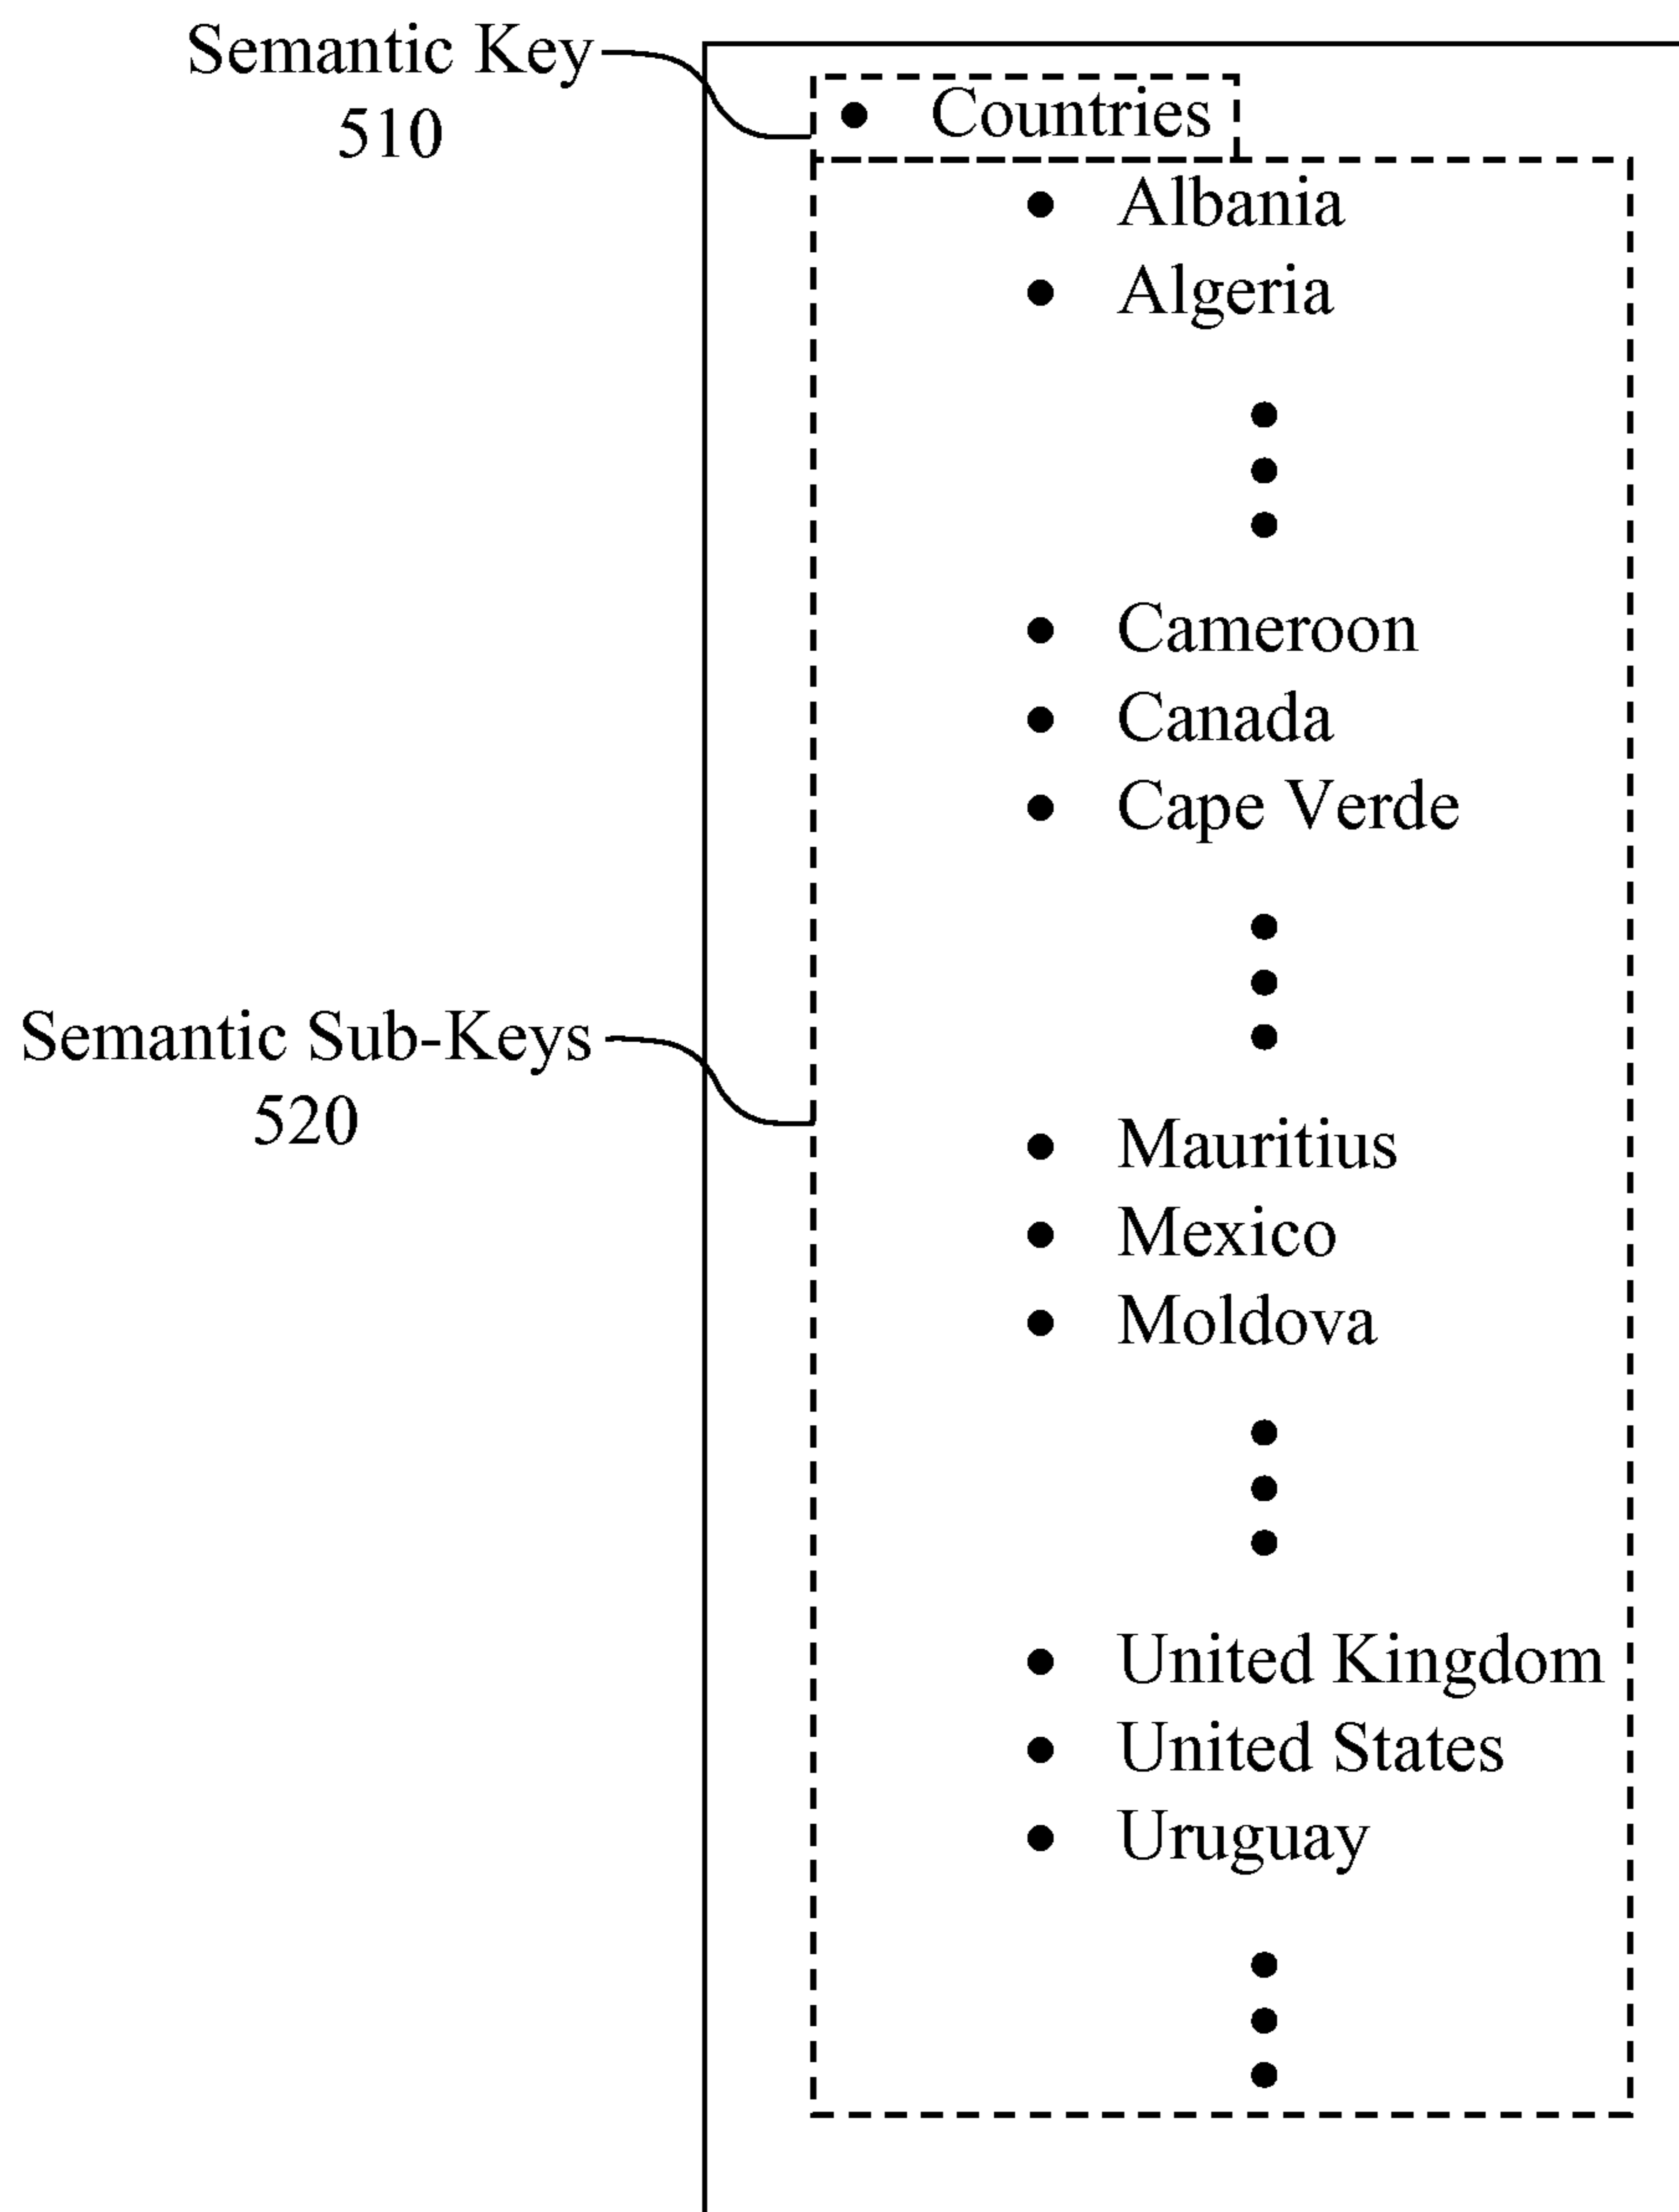 Semantic Key
510
• Countries
• Albania
• Algeria
•
•
•
• Cameroon
• Canada
• Cape Verde
•
•
•
Semantic Sub-Keys
520
• Mauritius
• Mexico
• Moldova
•
•
•
• United Kingdom
• United States
• Uruguay
•
•
•